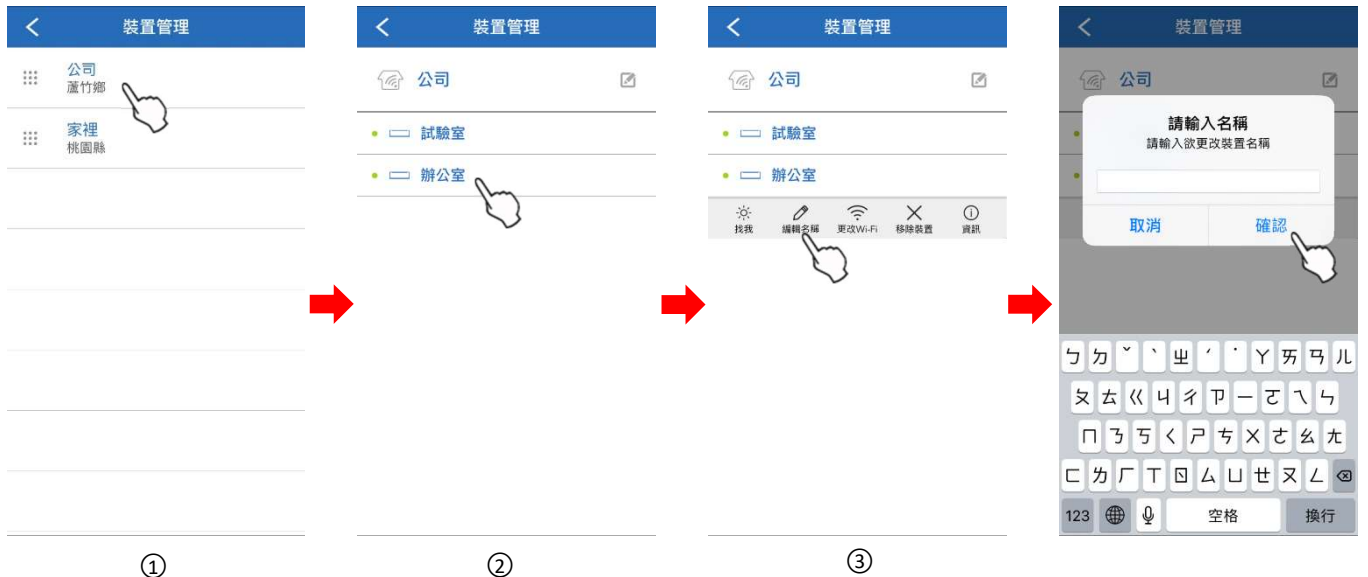 裝置管理
公司
蘆竹鄉
家裡
桃園縣
①
裝置管理
公司
試驗室
辦公室
②
裝置管理
公司
試驗室
辦公室
找我 編輯名稱 更改Wi-Fi 移除裝置 資訊
③
裝置管理
公司
請輸入名稱
請輸入欲更改裝置名稱
取消 確認
ㄅ ㄉ ˇ ˋ ㄓ ˊ ˙ ㄚ ㄞ ㄢ ㄦ
ㄆ ㄊ ㄍ ㄐ ㄔ ㄗ ㄧ ㄛ ㄟ ㄣ
ㄇ ㄋ ㄎ ㄑ ㄕ ㄘ ㄨ ㄜ ㄠ ㄤ
ㄈ ㄌ ㄏ ㄒ ㄖ ㄙ ㄩ ㄝ ㄡ ㄥ
123 空格 換行